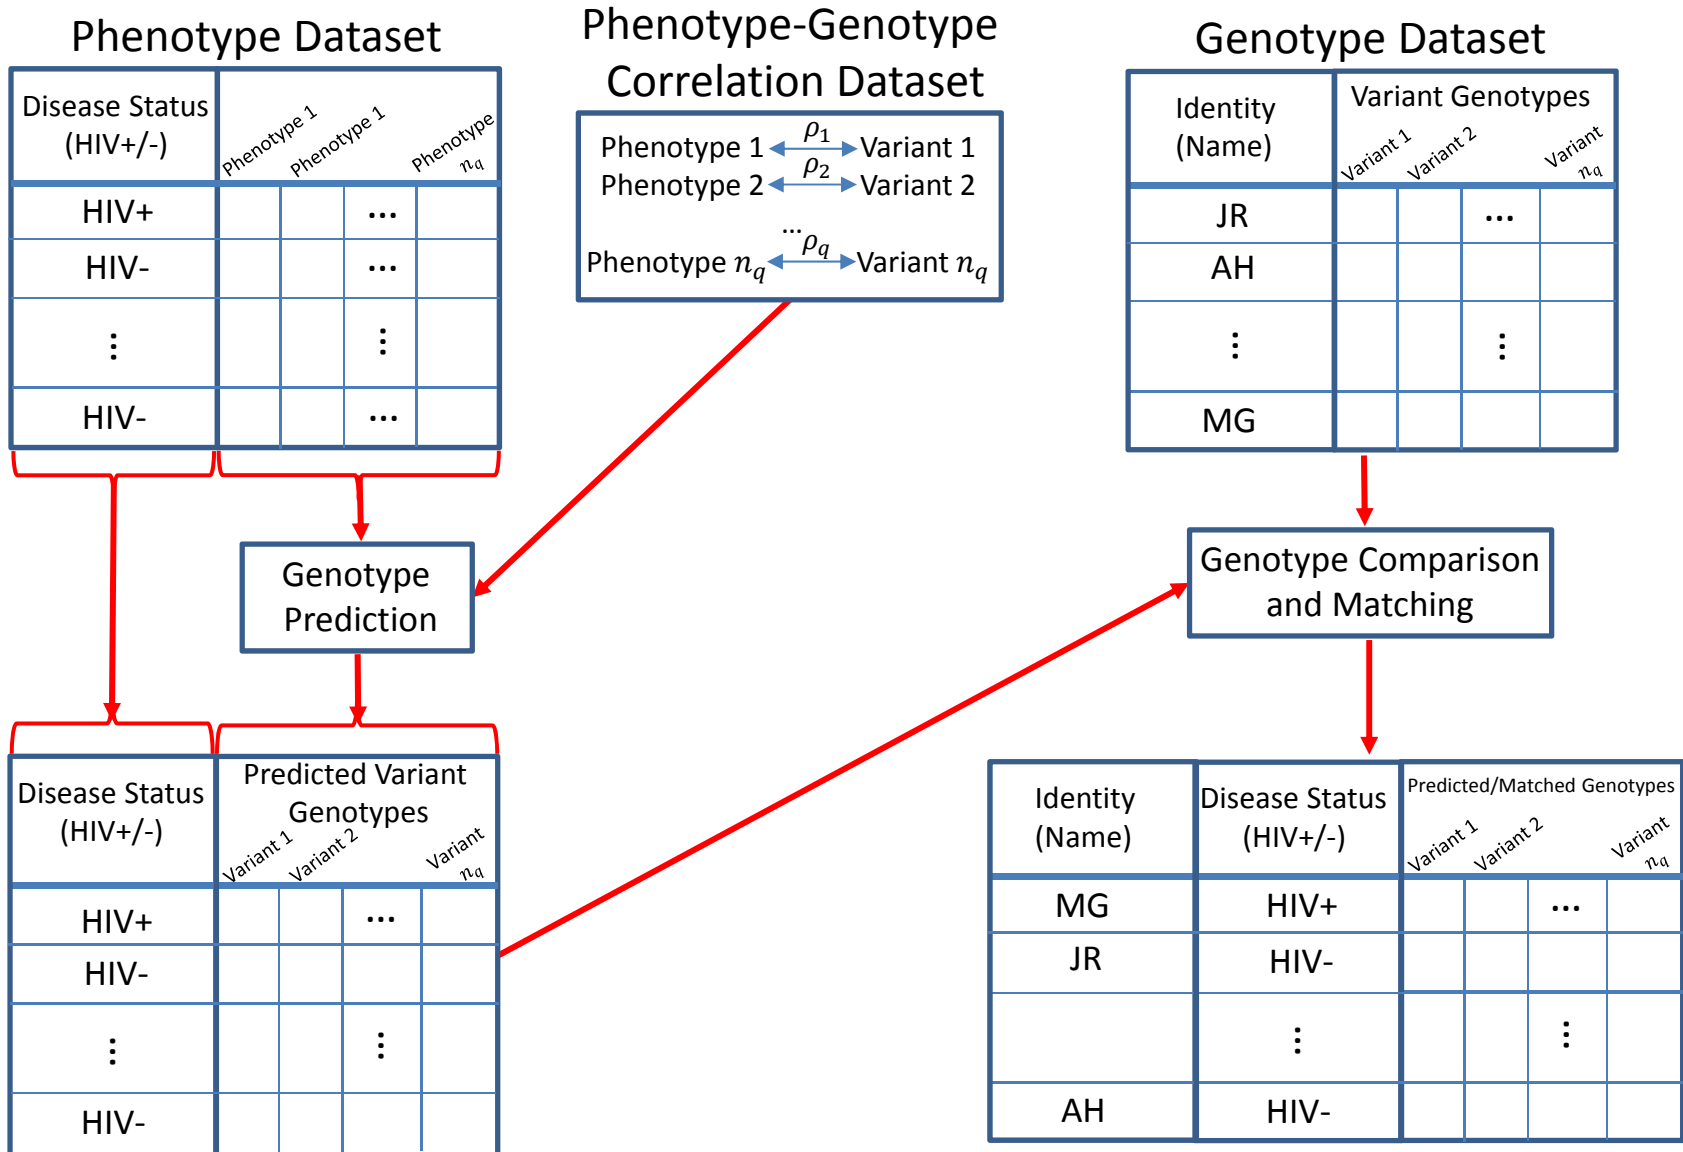 Phenotype Dataset
Disease Status
(HIV+/-)
Phenotype 1
Phenotype 1
Phenotype
n_q
HIV+
...
HIV-
...
⋮
⋮
HIV-
...
Phenotype-Genotype
Correlation Dataset
Phenotype 1 ρ₁ Variant 1
Phenotype 2 ρ₂ Variant 2
...
Phenotype n_q ρ_q Variant n_q
Genotype Dataset
Identity
(Name)
Variant Genotypes
Variant 1
Variant 2
Variant
n_q
JR
...
AH
⋮
⋮
MG
Genotype
Prediction
Genotype Comparison
and Matching
Disease Status
(HIV+/-)
Predicted Variant
Genotypes
Variant 1
Variant 2
Variant
n_q
HIV+
...
HIV-
⋮
⋮
HIV-
Identity
(Name)
Disease Status
(HIV+/-)
Predicted/Matched Genotypes
Variant 1
Variant 2
Variant
n_q
MG
HIV+
...
JR
HIV-
⋮
⋮
AH
HIV-